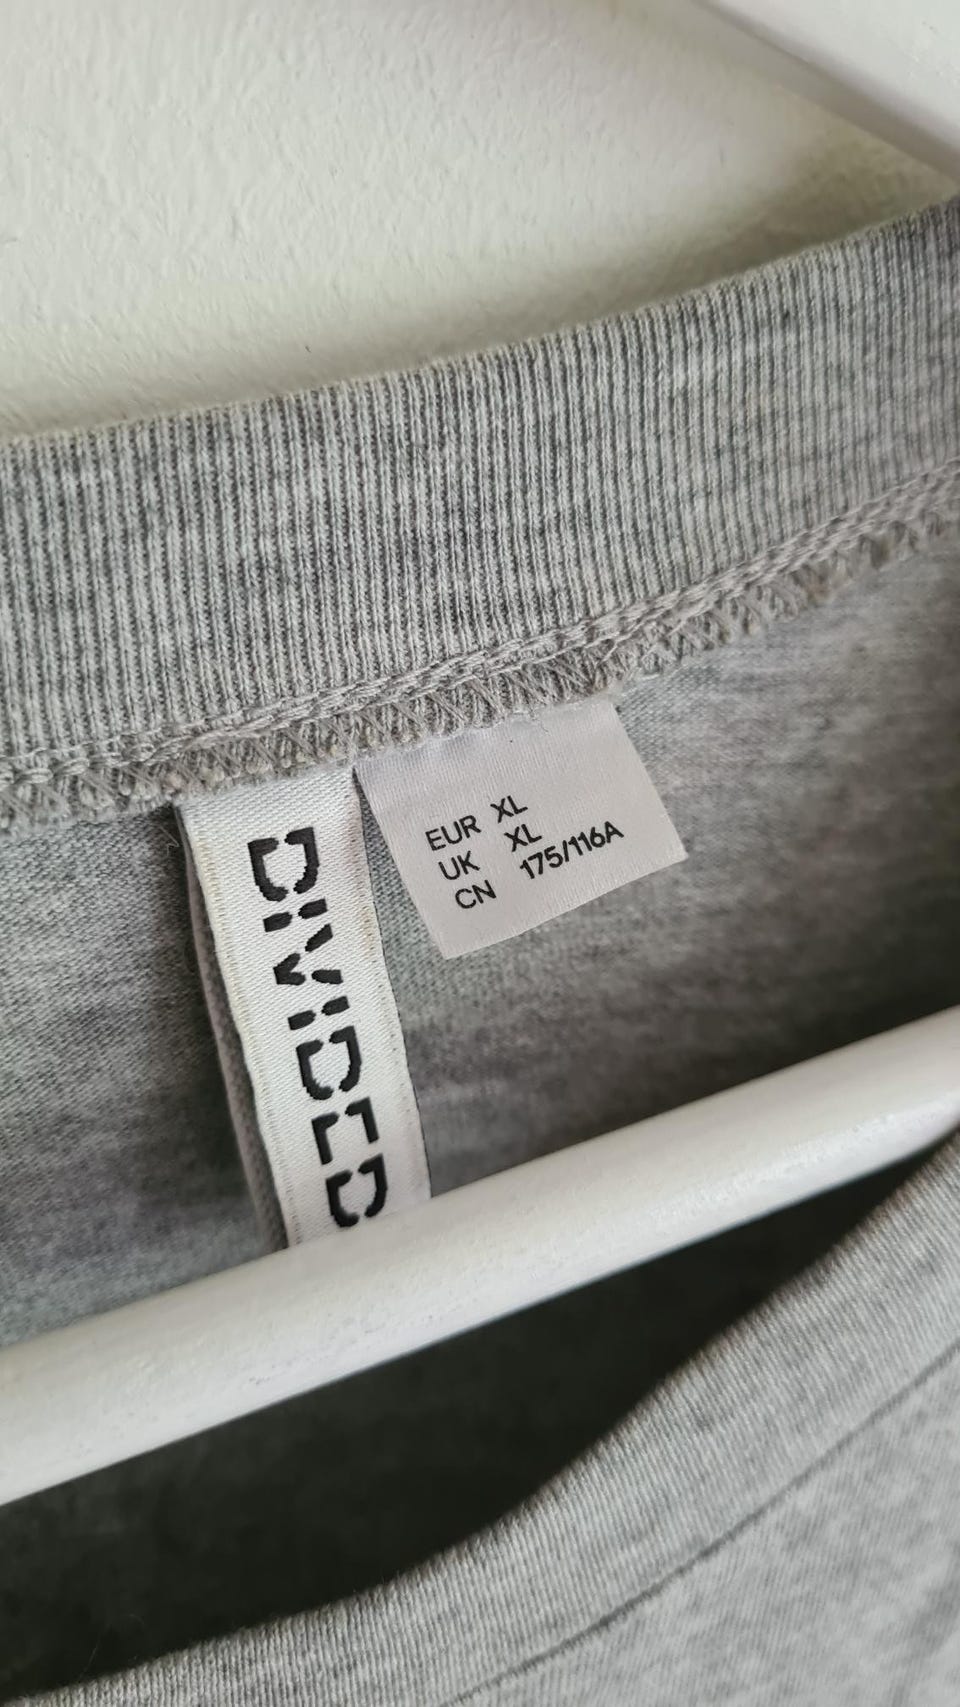 DIVIDED
EUR XL
UK XL
CN 175/116A